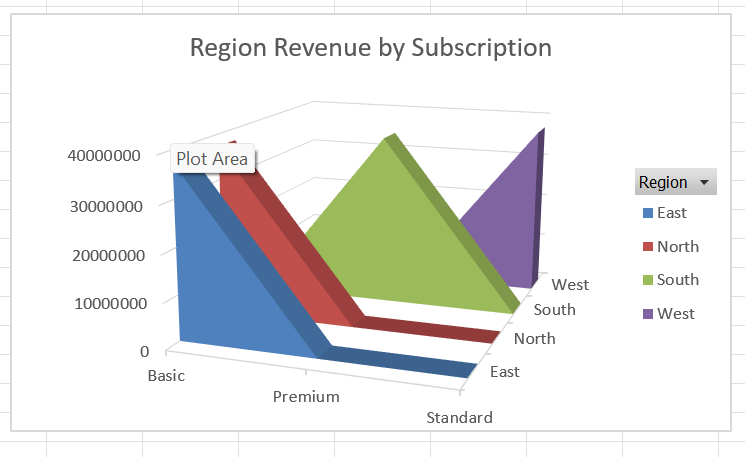 Region Revenue by Subscription
Plot Area
40000000
30000000
20000000
10000000
0
Basic
Premium
Standard
East
North
South
West
Region
East
North
South
West